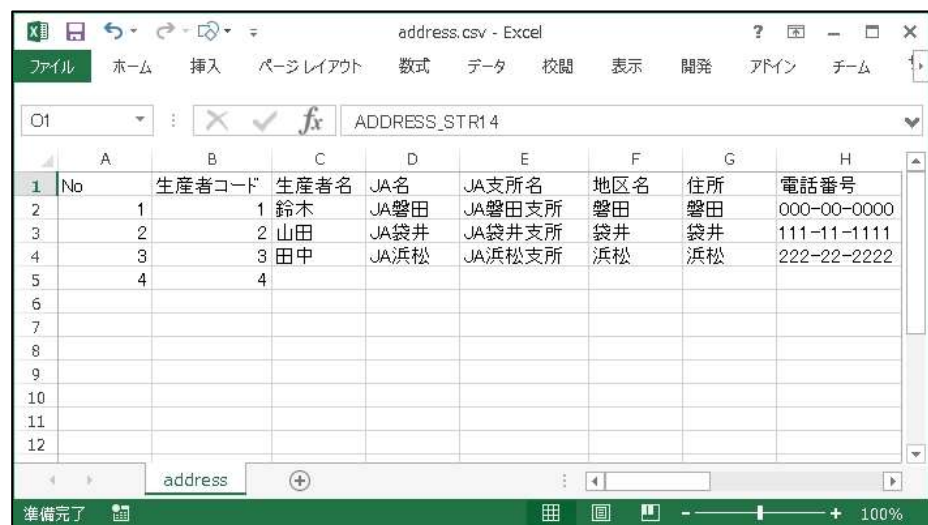 address.csv - Excel
ファイル ホーム 挿入 ページ レイアウト 数式 データ 校閲 表示 開発 アドイン チーム
O1 fx ADDRESS_STR14
A B C D E F G H
1 No 生産者コード 生産者名 JA名 JA支所名 地区名 住所 電話番号
2 1 1 鈴木 JA磐田 JA磐田支所 磐田 磐田 000-00-0000
3 2 2 山田 JA袋井 JA袋井支所 袋井 袋井 111-11-1111
4 3 3 田中 JA浜松 JA浜松支所 浜松 浜松 222-22-2222
5 4 4
6
7
8
9
10
11
12
address
準備完了 100%